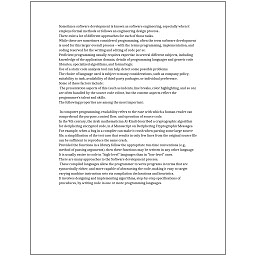 Sometimes software development is known as software engineering, especially when it
employs formal methods or follows an engineering design process.
There exist a lot of different approaches for each of those tasks.
While these are sometimes considered programming, often the term software development
is used for this larger overall process – with the terms programming, implementation, and
coding reserved for the writing and editing of code per se.
Proficient programming usually requires expertise in several different subjects, including
knowledge of the application domain, details of programming languages and generic code
libraries, specialized algorithms, and formal logic.
Use of a static code analysis tool can help detect some possible problems.
The choice of language used is subject to many considerations, such as company policy,
suitability to task, availability of third-party packages, or individual preference.
Some of these factors include:
The presentation aspects of this (such as indents, line breaks, color highlighting, and so on)
are often handled by the source code editor, but the content aspects reflect the
programmer's talent and skills.
The following properties are among the most important:

In computer programming, readability refers to the ease with which a human reader can
comprehend the purpose, control flow, and operation of source code.
In the 9th century, the Arab mathematician Al-Kindi described a cryptographic algorithm
for deciphering encrypted code, in A Manuscript on Deciphering Cryptographic Messages.
For example, when a bug in a compiler can make it crash when parsing some large source
file, a simplification of the test case that results in only few lines from the original source file
can be sufficient to reproduce the same crash.
Provided the functions in a library follow the appropriate run-time conventions (e.g.,
method of passing arguments), then these functions may be written in any other language.
It is usually easier to code in "high-level" languages than in "low-level" ones.
There are many approaches to the Software development process.
These compiled languages allow the programmer to write programs in terms that are
syntactically richer, and more capable of abstracting the code, making it easy to target
varying machine instruction sets via compilation declarations and heuristics.
It involves designing and implementing algorithms, step-by-step specifications of
procedures, by writing code in one or more programming languages.